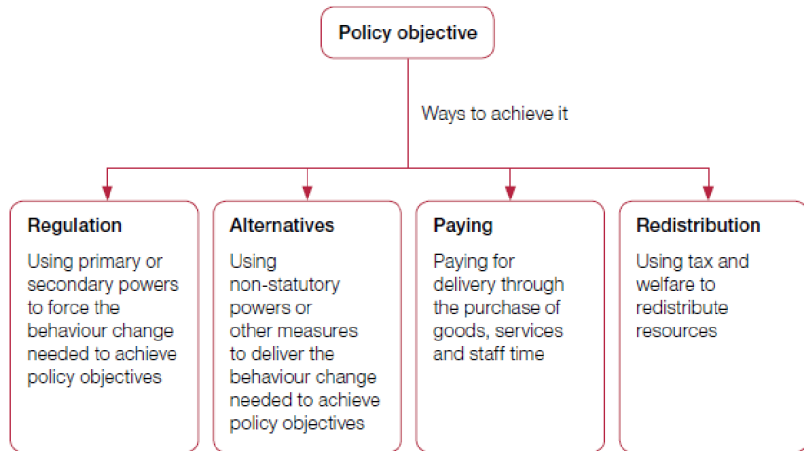 Policy objective
Ways to achieve it
Regulation
Using primary or
secondary powers
to force the
behaviour change
needed to achieve
policy objectives
Alternatives
Using
non-statutory
powers or
other measures
to deliver the
behaviour change
needed to achieve
policy objectives
Paying
Paying for
delivery through
the purchase of
goods, services
and staff time
Redistribution
Using tax and
welfare to
redistribute
resources